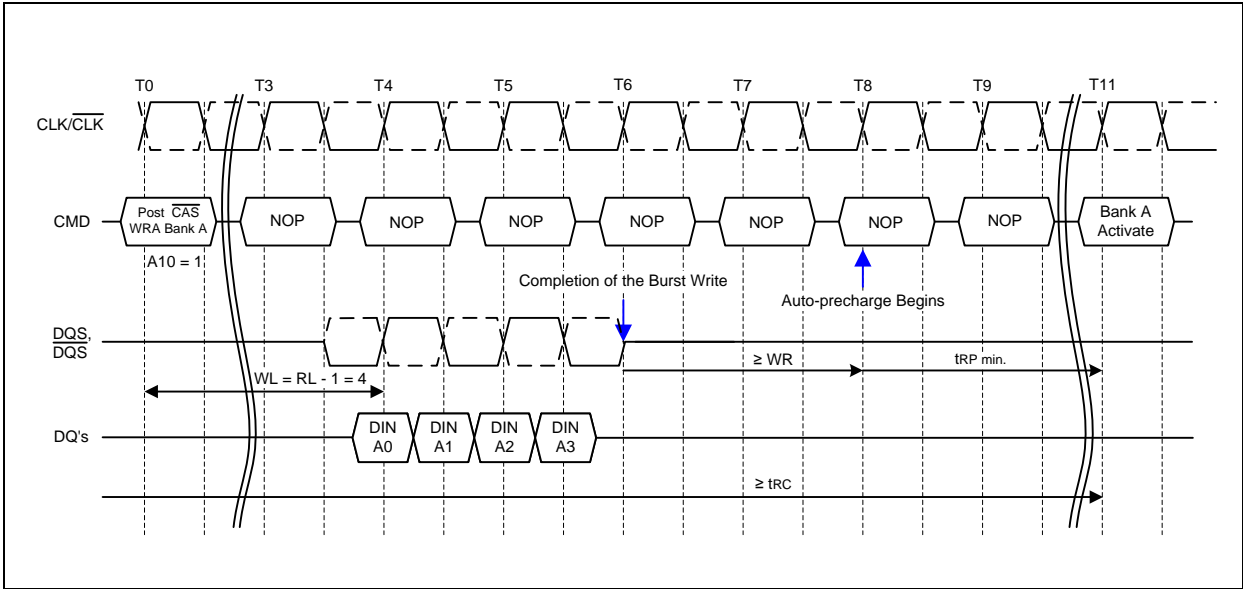 T0 T3 T4 T5 T6 T7 T8 T9 T11
CLK/CLK
CMD
Post CAS
WRA Bank A
NOP NOP NOP NOP NOP NOP NOP
Bank A
Activate
A10 = 1
Completion of the Burst Write
Auto-precharge Begins
DQS,
DQS
≥ WR
tRP min.
WL = RL - 1 = 4
DQ's
DIN
A0
DIN
A1
DIN
A2
DIN
A3
≥ tRC